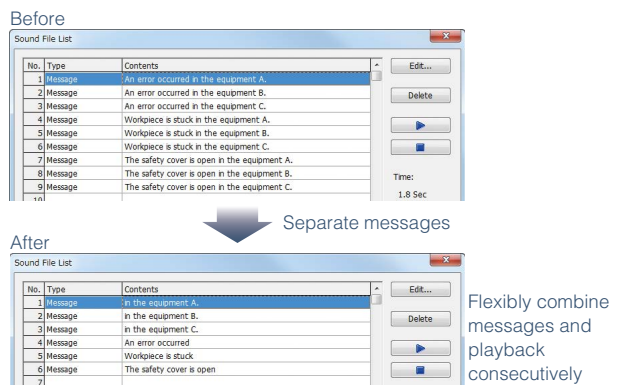 Before
Sound File List
No. Type Contents
Edit...
1 Message An error occurred in the equipment A.
2 Message An error occurred in the equipment B.
Delete
3 Message An error occurred in the equipment C.
4 Message Workpiece is stuck in the equipment A.
5 Message Workpiece is stuck in the equipment B.
6 Message Workpiece is stuck in the equipment C.
7 Message The safety cover is open in the equipment A.
8 Message The safety cover is open in the equipment B.
Time:
9 Message The safety cover is open in the equipment C.
1.8 Sec
10
Separate messages
After
Sound File List
No. Type Contents
Edit...
1 Message in the equipment A.
2 Message in the equipment B.
Delete
3 Message in the equipment C.
4 Message An error occurred
5 Message Workpiece is stuck
6 Message The safety cover is open
7
Flexibly combine
messages and
playback
consecutively